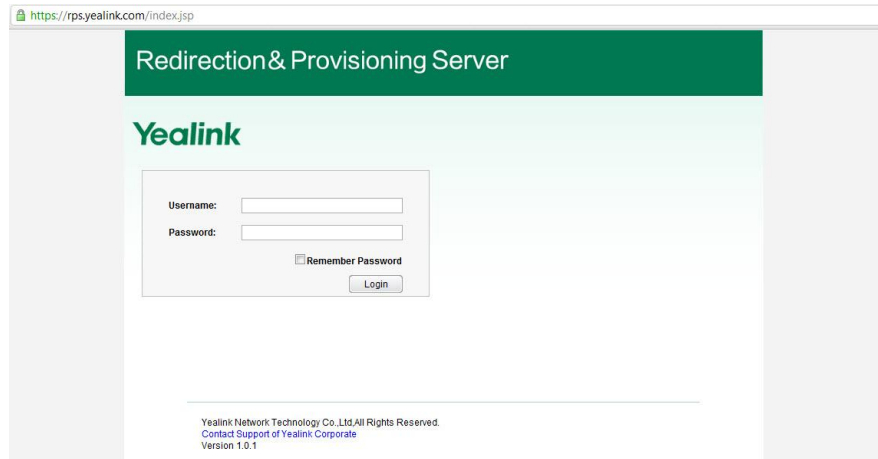 https://rps.yealink.com/index.jsp
Redirection& Provisioning Server
Yealink
Username:
Password:
Remember Password
Login
Yealink Network Technology Co.,Ltd,All Rights Reserved.
Contact Support of Yealink Corporate
Version 1.0.1